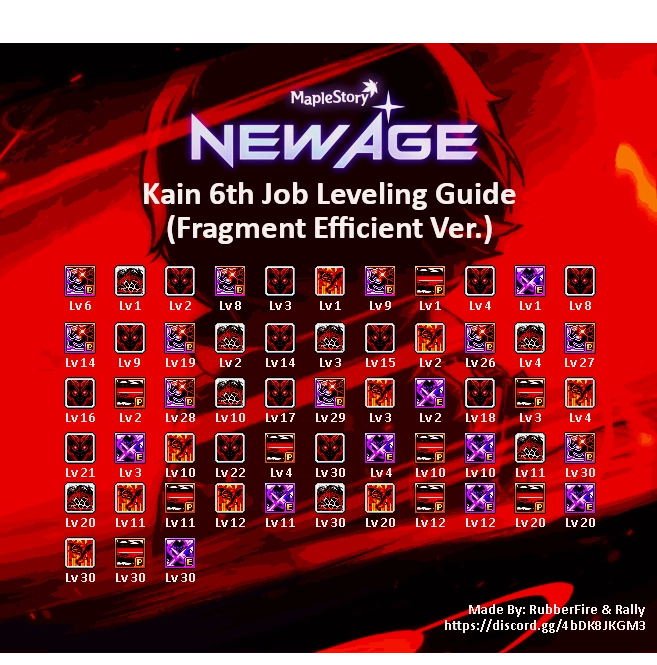 MapleStory
NEW AGE
Kain 6th Job Leveling Guide
(Fragment Efficient Ver.)
Lv 6 Lv 1 Lv 2 Lv 8 Lv 3 Lv 1 Lv 9 Lv 1 Lv 4 Lv 1 Lv 8
Lv 14 Lv 9 Lv 19 Lv 2 Lv 14 Lv 3 Lv 15 Lv 2 Lv 26 Lv 4 Lv 27
Lv 16 Lv 2 Lv 28 Lv 10 Lv 17 Lv 29 Lv 3 Lv 2 Lv 18 Lv 3 Lv 4
Lv 21 Lv 3 Lv 10 Lv 22 Lv 4 Lv 30 Lv 4 Lv 10 Lv 10 Lv 11 Lv 30
Lv 20 Lv 11 Lv 11 Lv 12 Lv 11 Lv 30 Lv 20 Lv 12 Lv 12 Lv 20 Lv 20
Lv 30 Lv 30 Lv 30
Made By: RubberFire & Rally
https://discord.gg/4bDK8JKGM3